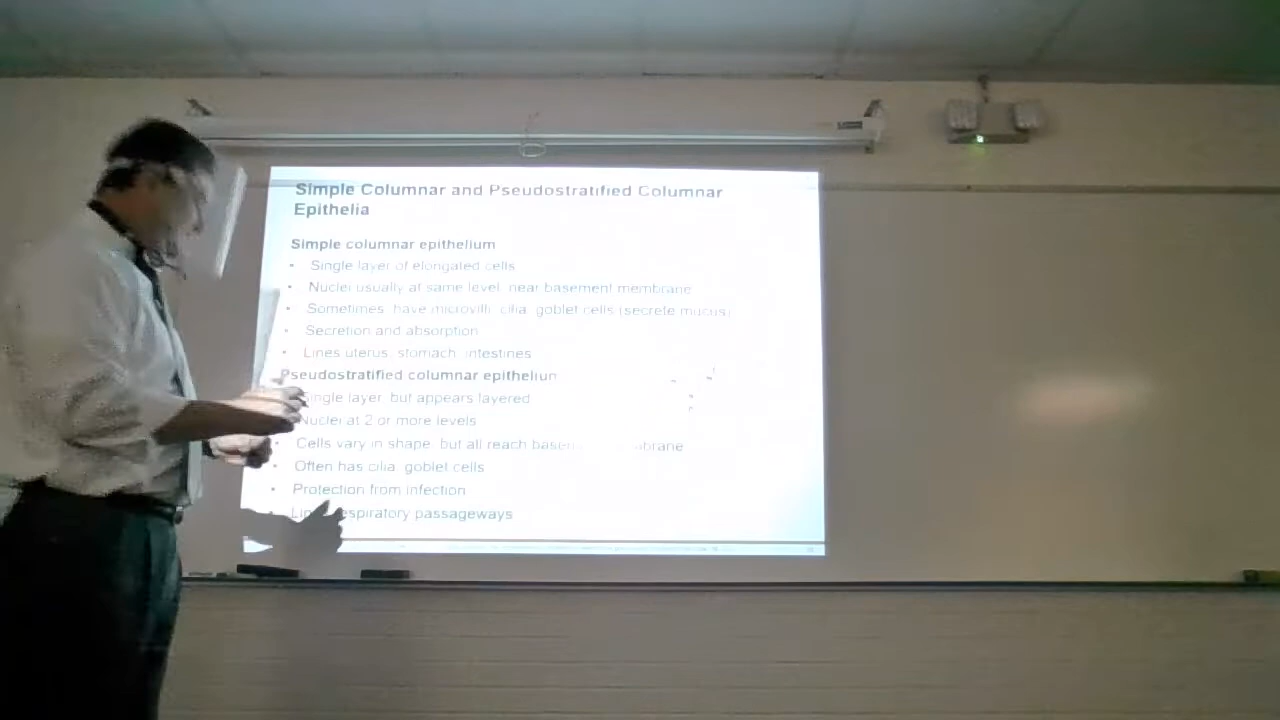 Simple Columnar and Pseudostratified Columnar
Epithelia
Simple columnar epithelium
• Single layer of elongated cells
• Nuclei usually at same level, near basement membrane
• Sometimes have microvilli, cilia, goblet cells (secrete mucus)
• Secretion and absorption
• Lines uterus, stomach, intestines
Pseudostratified columnar epithelium
Single layer, but appears layered
Nuclei at 2 or more levels
• Cells vary in shape, but all reach
• Often has cilia, goblet cells
• Protection from infection
• respiratory passageways